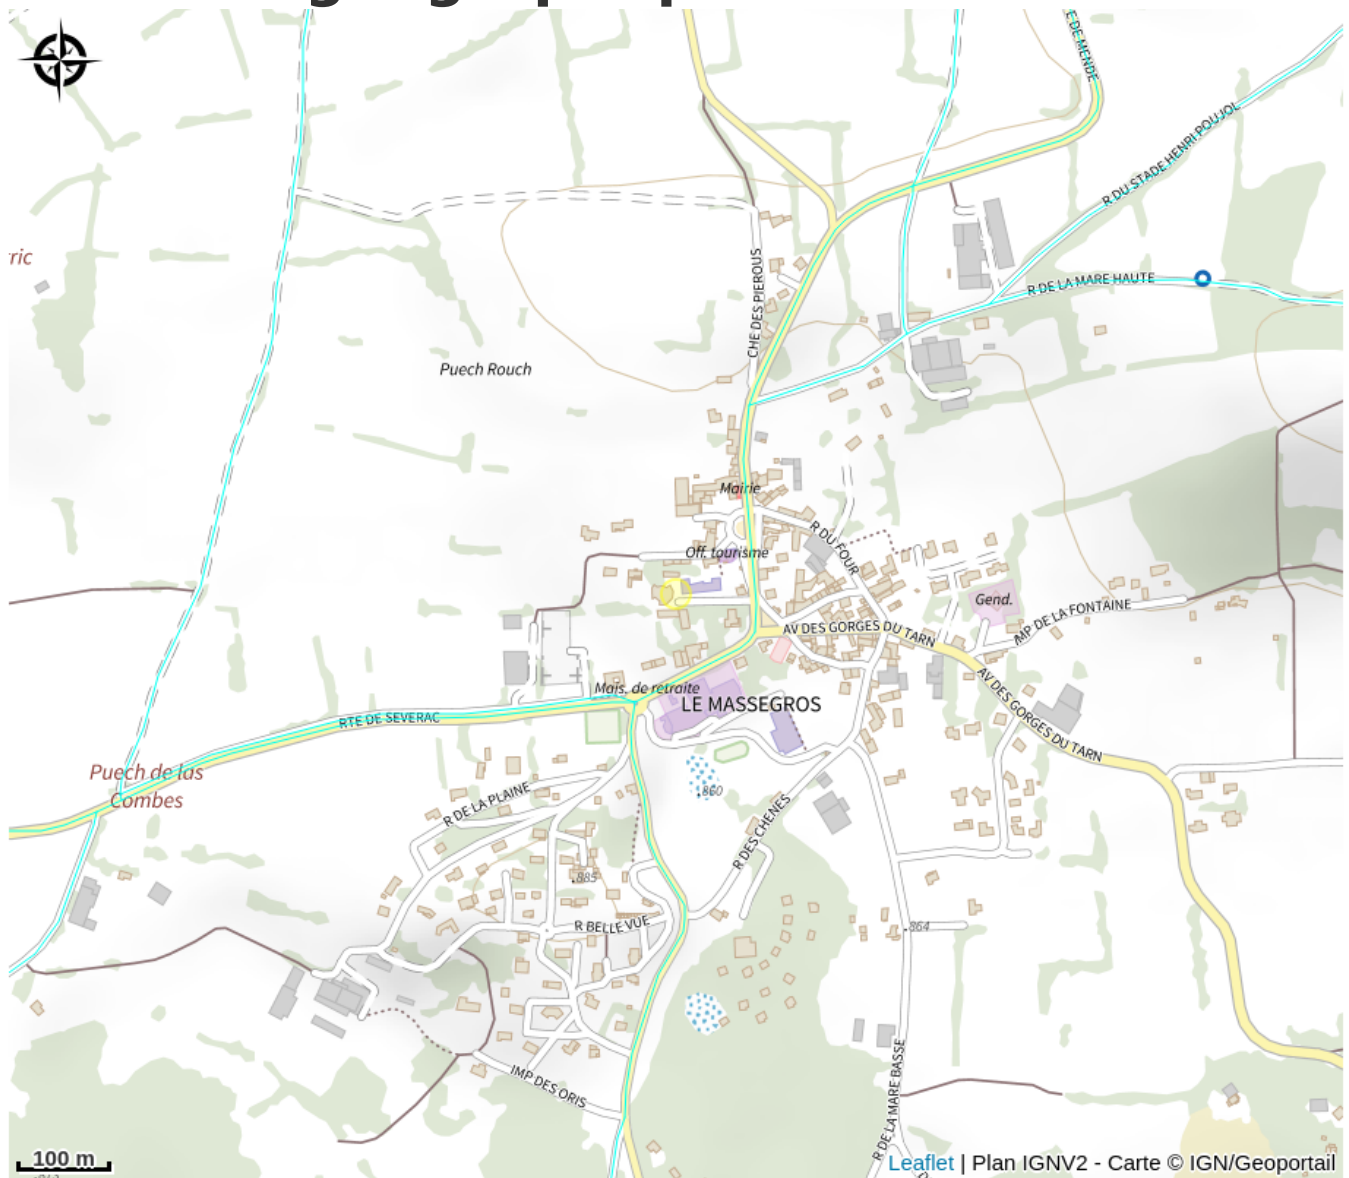 E DE MENDE
R DU STADE HENRI POUJOL
ric
R DE LA MARE HAUTE
CHE DES PIEROUS
Puech Rouch
Mairie
R DU FOUR
Off. tourisme
Gend.
IMP DE LA FONTAINE
AV DES GORGES DU TARN
Mais. de retraite
LE MASSEGROS
RTE DE SEVERAC
AV DES GORGES DU TARN
Puech de las
Combes
.860
R DE LA PLAINE
R DES CHENES
.885
R BELLE VUE
.864
IMP DES ORIS
R DE LA MARE BASSE
100 m
Leaflet | Plan IGNV2 - Carte © IGN/Geoportail